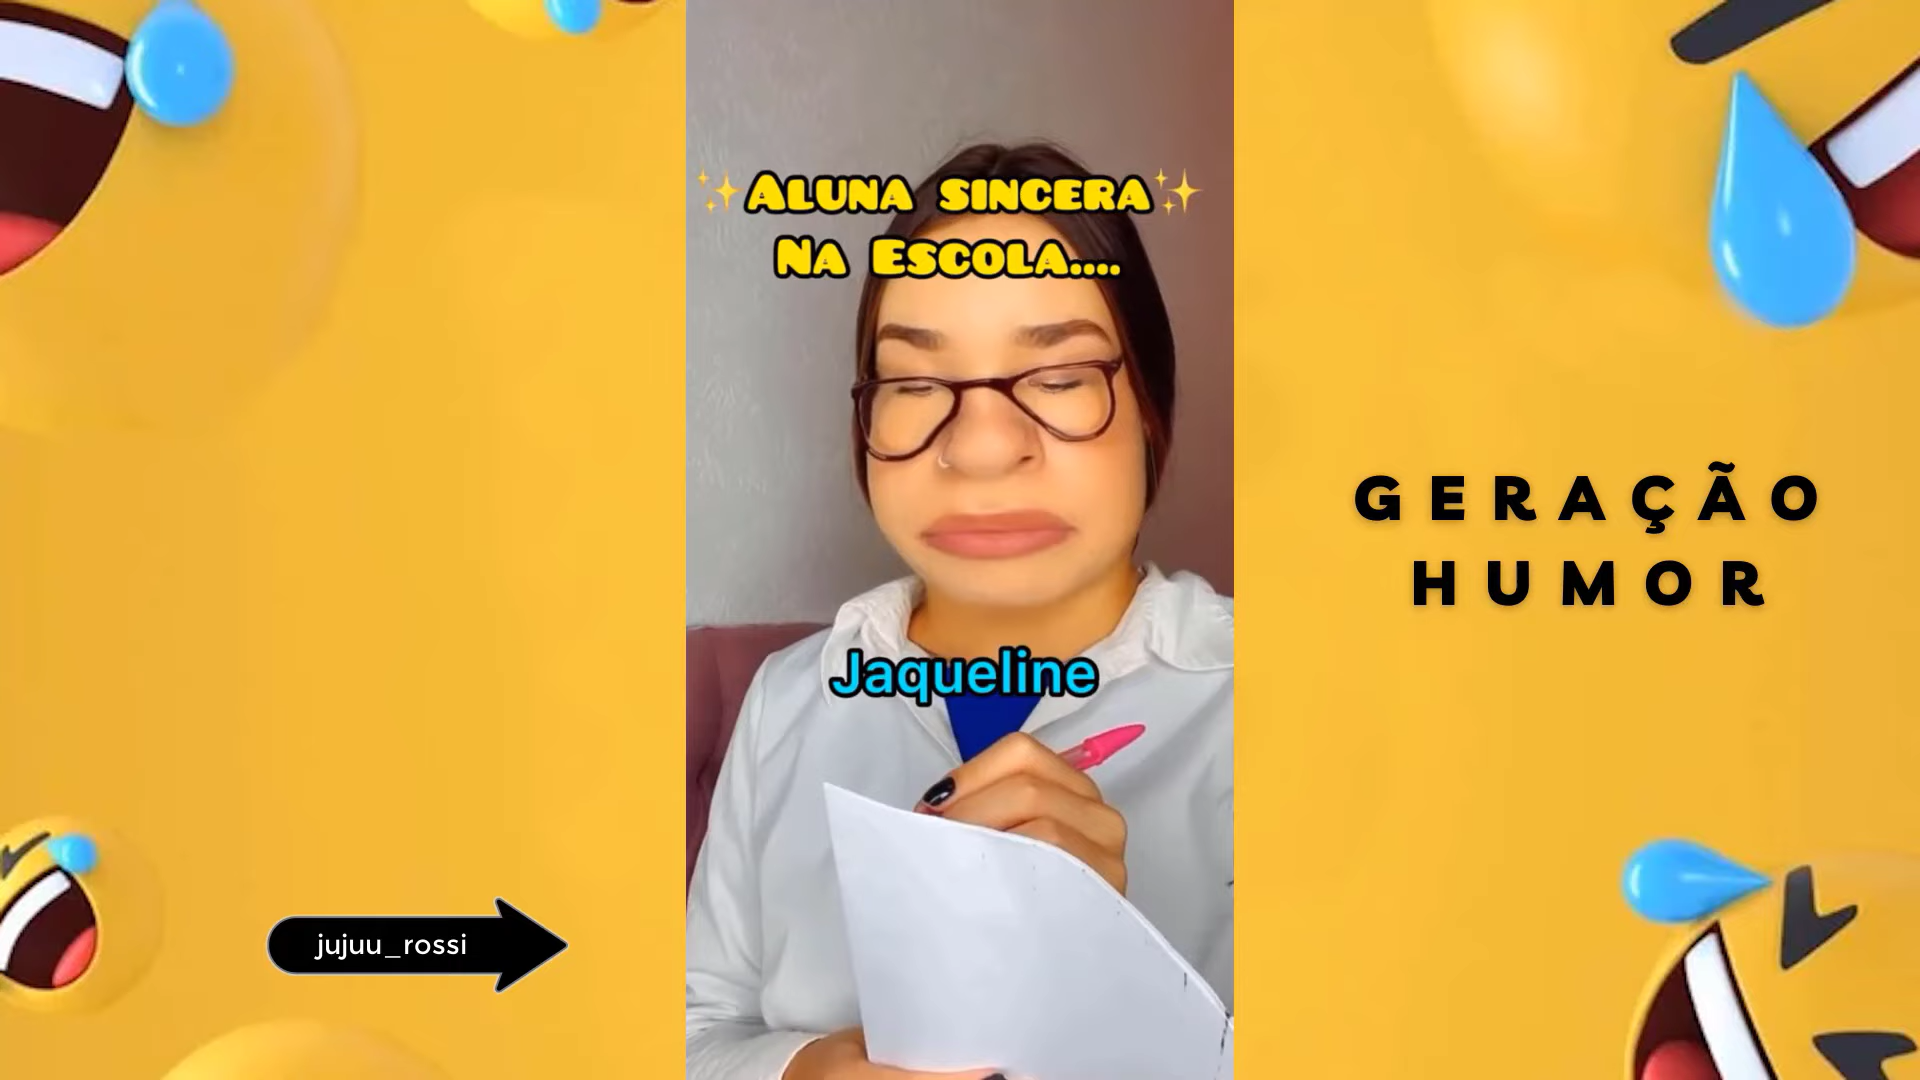 ✨ALUNA SINCERA✨
NA ESCOLA....
Jaqueline
GERAÇÃO
HUMOR
jujuu_rossi